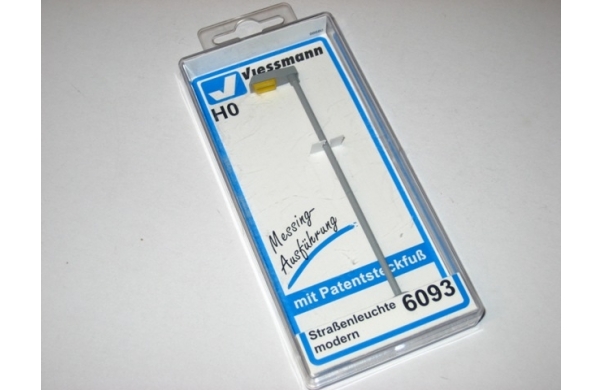 Viessmann
H0
Messing-
Ausführung
mit Patentsteckfuß
Straßenleuchte
modern
6093